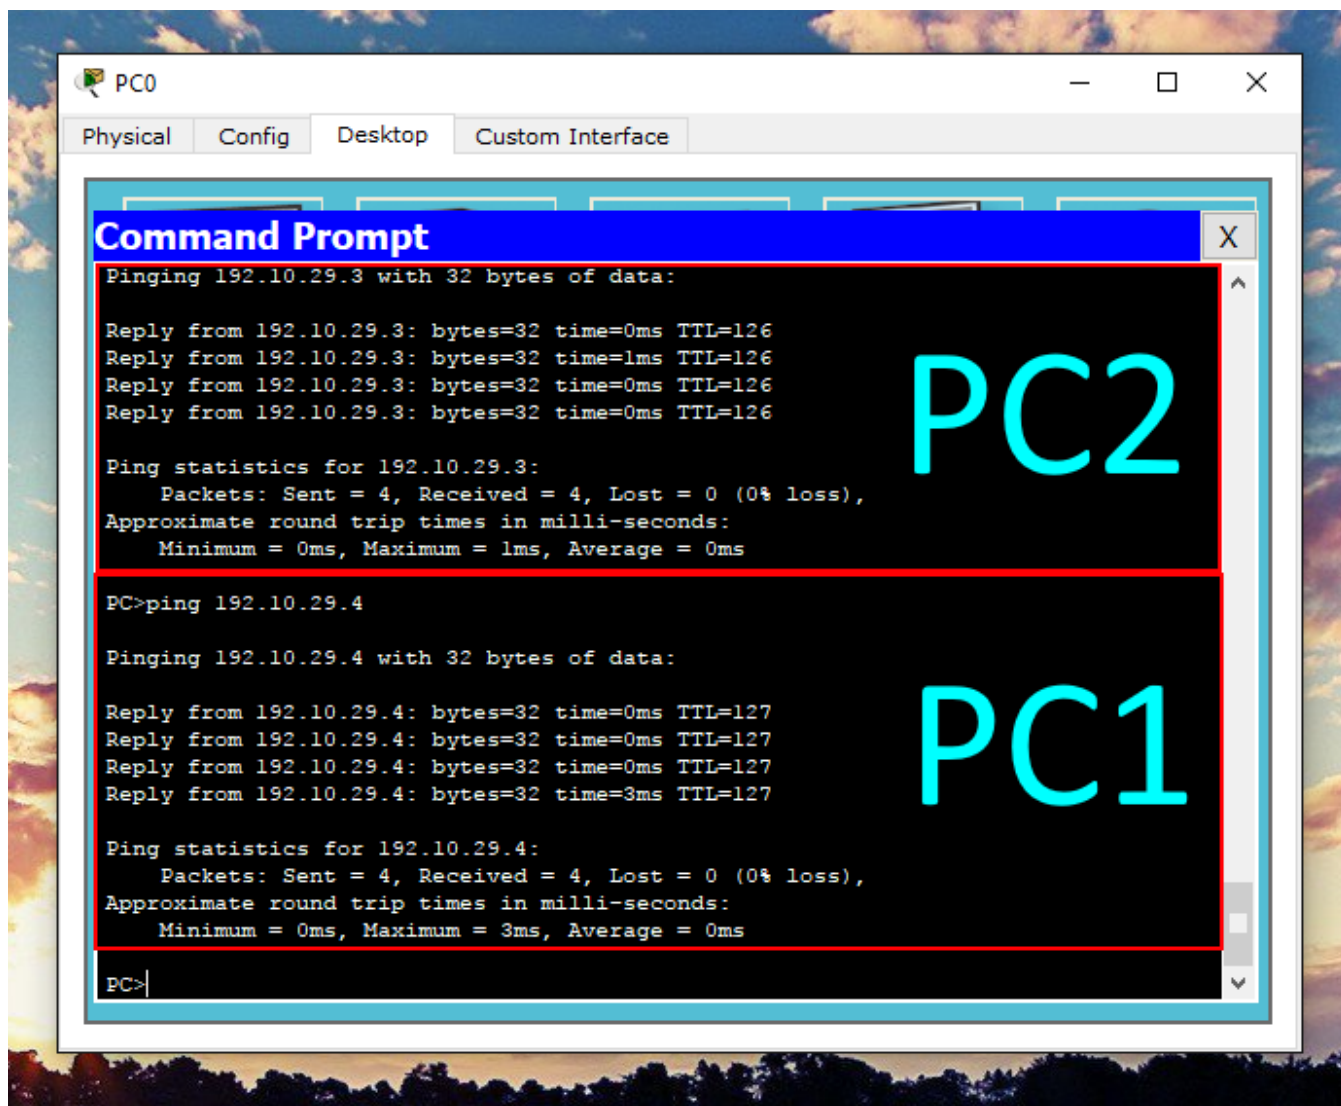 PC0
Physical Config Desktop Custom Interface
Command Prompt X
Pinging 192.10.29.3 with 32 bytes of data:
Reply from 192.10.29.3: bytes=32 time=0ms TTL=126
Reply from 192.10.29.3: bytes=32 time=1ms TTL=126
Reply from 192.10.29.3: bytes=32 time=0ms TTL=126
Reply from 192.10.29.3: bytes=32 time=0ms TTL=126
PC2
Ping statistics for 192.10.29.3:
Packets: Sent = 4, Received = 4, Lost = 0 (0% loss),
Approximate round trip times in milli-seconds:
Minimum = 0ms, Maximum = 1ms, Average = 0ms
PC>ping 192.10.29.4
Pinging 192.10.29.4 with 32 bytes of data:
Reply from 192.10.29.4: bytes=32 time=0ms TTL=127
Reply from 192.10.29.4: bytes=32 time=0ms TTL=127
Reply from 192.10.29.4: bytes=32 time=0ms TTL=127
Reply from 192.10.29.4: bytes=32 time=3ms TTL=127
PC1
Ping statistics for 192.10.29.4:
Packets: Sent = 4, Received = 4, Lost = 0 (0% loss),
Approximate round trip times in milli-seconds:
Minimum = 0ms, Maximum = 3ms, Average = 0ms
PC>